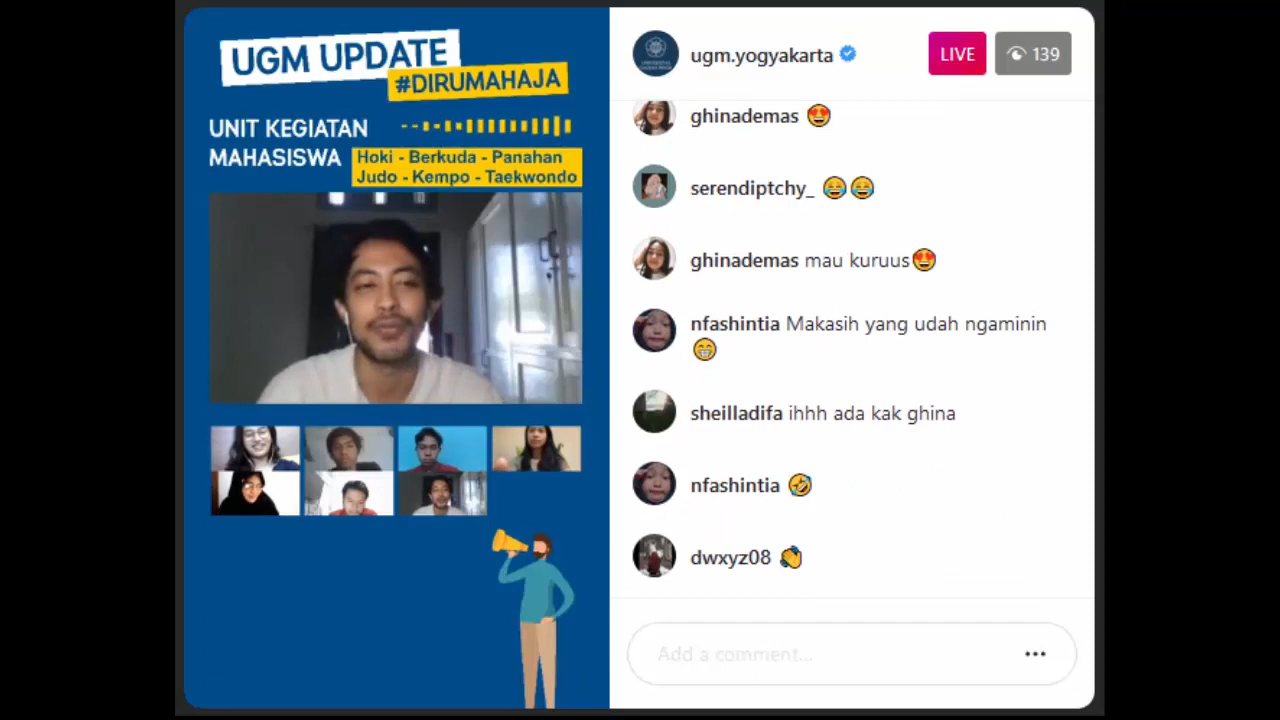 UGM UPDATE
#DIRUMAHAJA
UNIT KEGIATAN
MAHASISWA
Hoki - Berkuda - Panahan
Judo - Kempo - Taekwondo
ugm.yogyakarta
LIVE
139
ghinademas 😍
serendiptchy_ 😂😂
ghinademas mau kuruus😍
nfashintia Makasih yang udah ngaminin
😁
sheilladifa ihhh ada kak ghina
nfashintia 🤣
dwxyz08 👏
Add a comment...